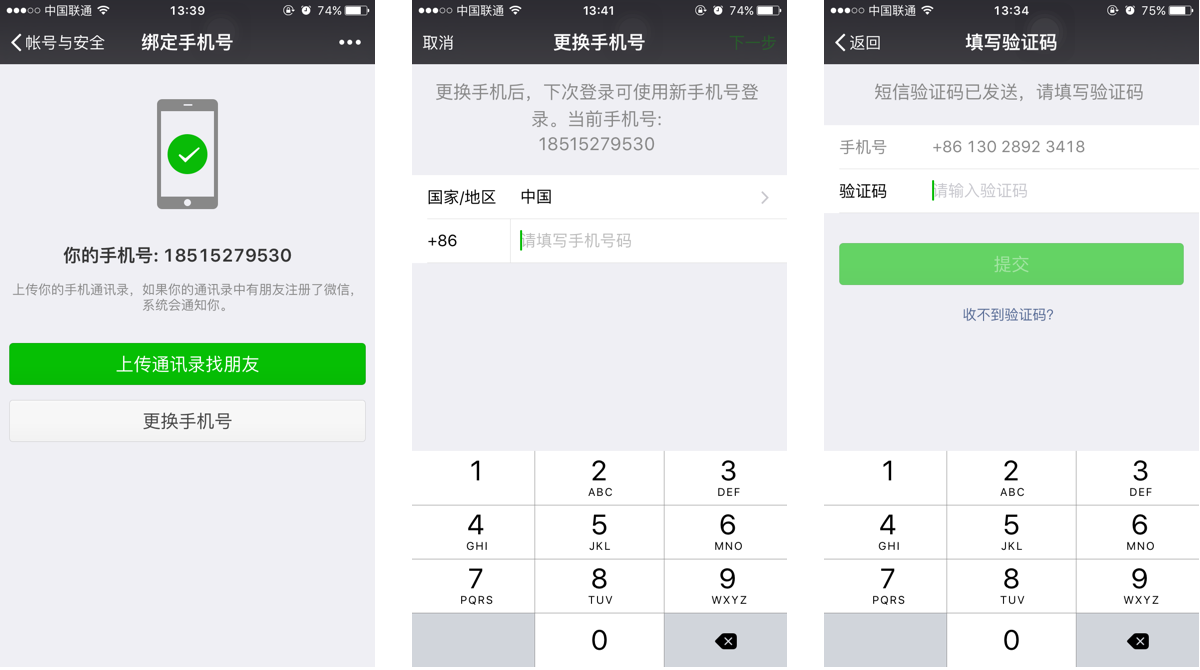 中国联通 13:39 74%
帐号与安全 绑定手机号
你的手机号: 18515279530
上传你的手机通讯录，如果你的通讯录中有朋友注册了微信，
系统会通知你。
上传通讯录找朋友
更换手机号
中国联通 13:41 74%
取消 更换手机号 下一步
更换手机后，下次登录可使用新手机号登
录。当前手机号:
18515279530
国家/地区 中国
+86 请填写手机号码
1 2 3
ABC DEF
4 5 6
GHI JKL MNO
7 8 9
PQRS TUV WXYZ
0
中国联通 13:34 75%
返回 填写验证码
短信验证码已发送，请填写验证码
手机号 +86 130 2892 3418
验证码 请输入验证码
提交
收不到验证码?
1 2 3
ABC DEF
4 5 6
GHI JKL MNO
7 8 9
PQRS TUV WXYZ
0